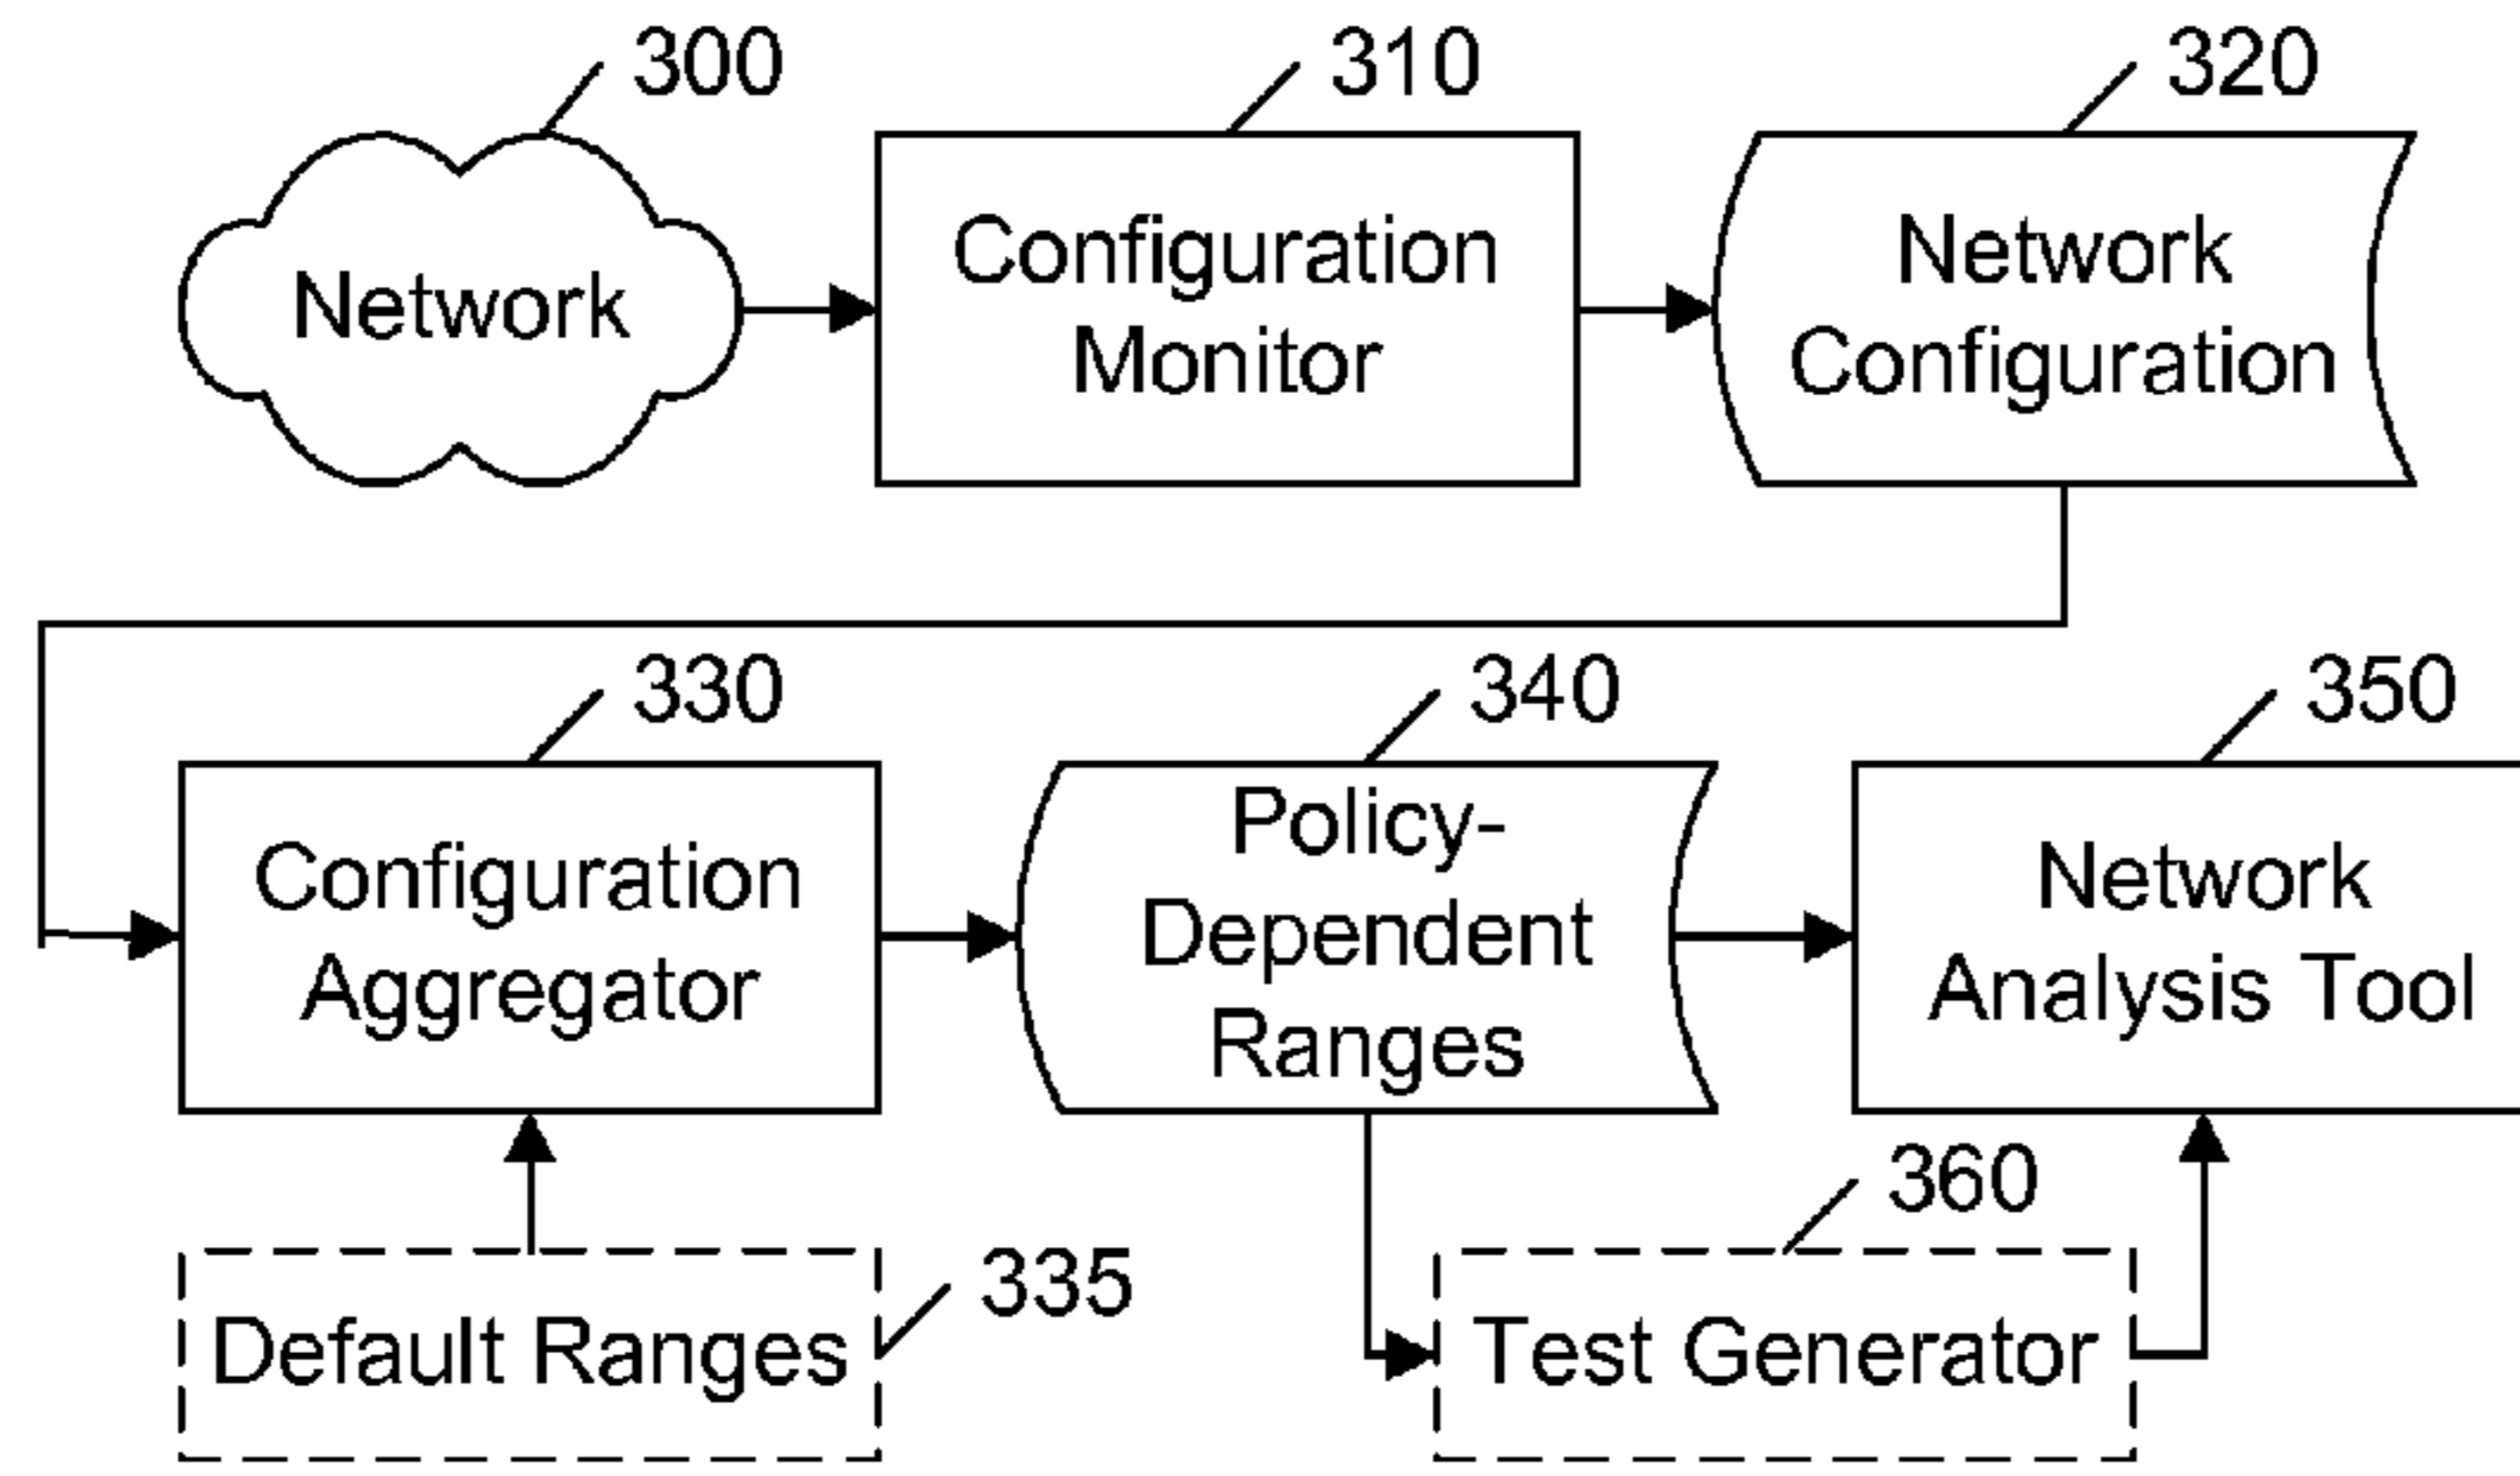 300
310
320
Network
Configuration
Monitor
Network
Configuration
330
340
350
Configuration
Aggregator
Policy-
Dependent
Ranges
Network
Analysis Tool
360
335
Default Ranges
Test Generator